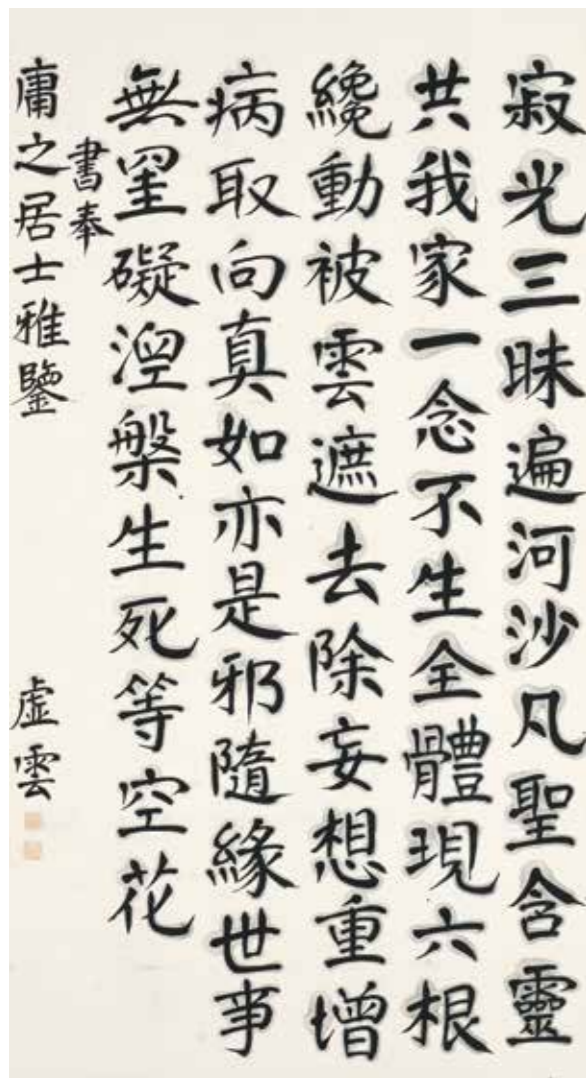 寂光三昧遍河沙凡聖含靈
共我家一念不生全體現六根
纔動被雲遮去除妄想重增
病取向真如亦是邪隨緣世事
無罣礙涅槃生死等空花
書奉
庸之居士雅鑒
虛雲